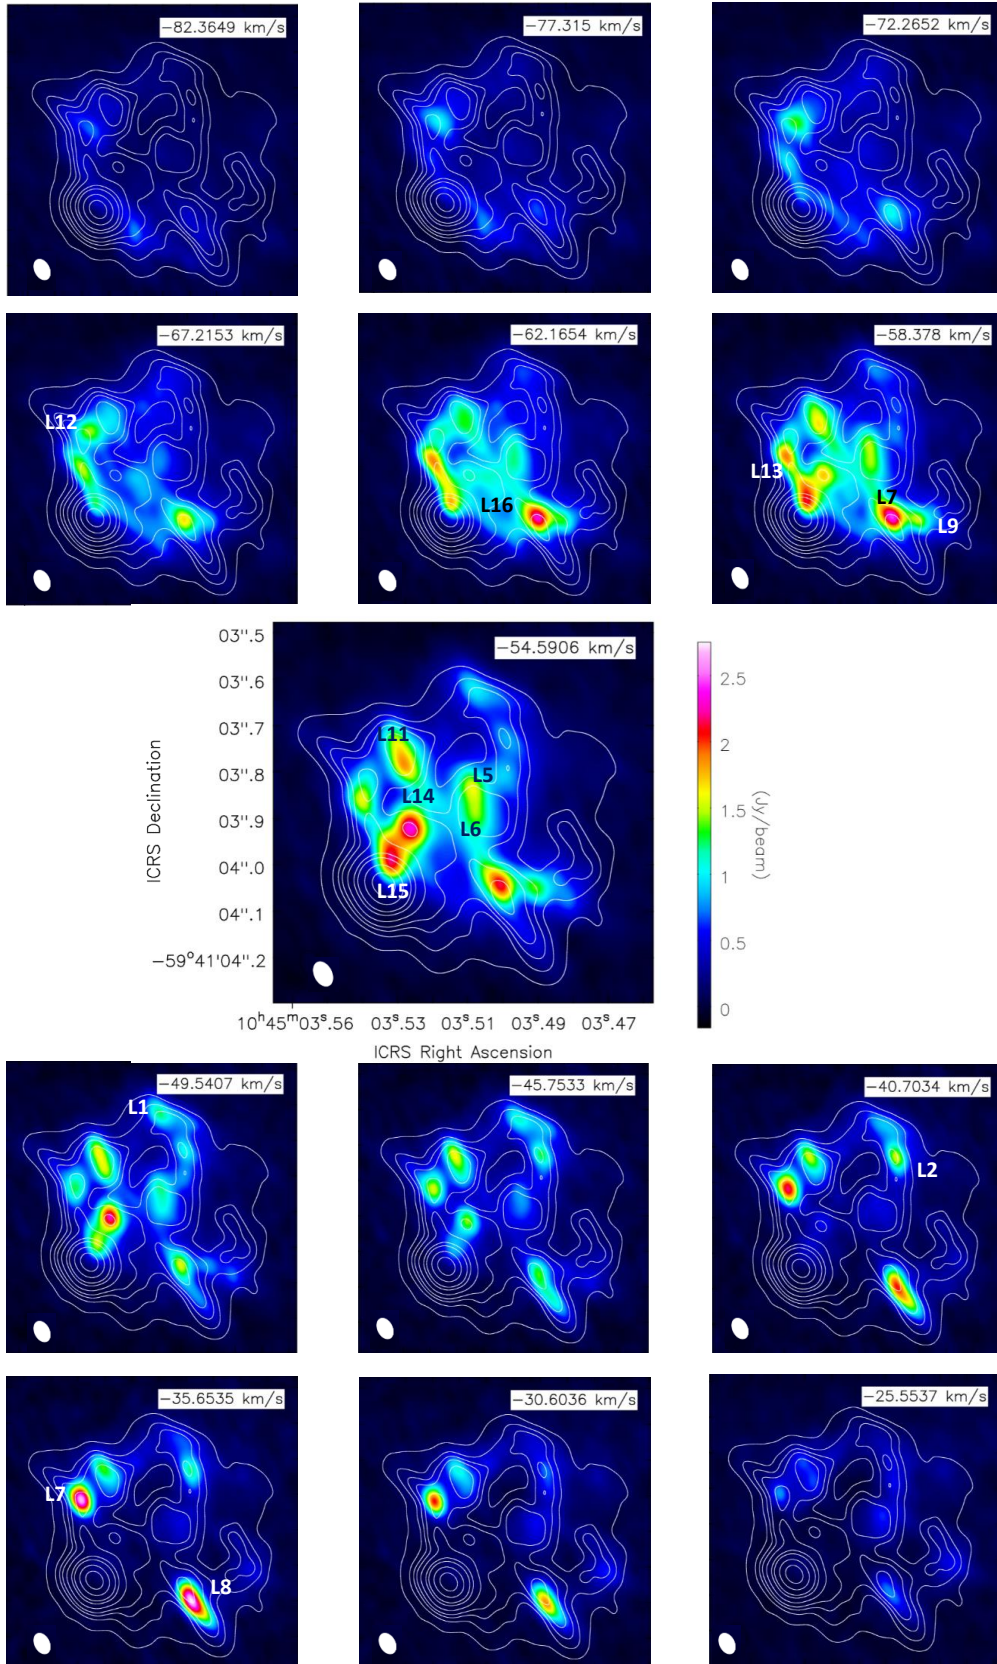 −82.3649 km/s
−77.315 km/s
−72.2652 km/s
−67.2153 km/s
−62.1654 km/s
−58.378 km/s
L12
L16
L13
L7
L9
−54.5906 km/s
03".5
03".6
03".7
03".8
03".9
04".0
04".1
−59°41'04".2
ICRS Declination
L11
L5
L14
L6
L15
2.5
2
1.5
1
0.5
0
(Jy/beam)
10ʰ45ᵐ03ˢ.56 03ˢ.53 03ˢ.51 03ˢ.49 03ˢ.47
ICRS Right Ascension
−49.5407 km/s
−45.7533 km/s
−40.7034 km/s
L1
L2
−35.6535 km/s
−30.6036 km/s
−25.5537 km/s
L7
L8